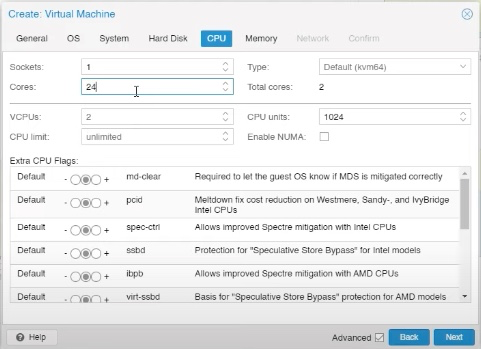 Create: Virtual Machine
General OS System Hard Disk CPU Memory Network Confirm
Sockets: 1 Type: Default (kvm64)
Cores: 24 Total cores: 2
VCPUs: 2 CPU units: 1024
CPU limit: unlimited Enable NUMA:
Extra CPU Flags:
Default - + md-clear Required to let the guest OS know if MDS is mitigated correctly
Default - + pcid Meltdown fix cost reduction on Westmere, Sandy-, and IvyBridge
Intel CPUs
Default - + spec-ctrl Allows improved Spectre mitigation with Intel CPUs
Default - + ssbd Protection for "Speculative Store Bypass" for Intel models
Default - + ibpb Allows improved Spectre mitigation with AMD CPUs
Default - + virt-ssbd Basis for "Speculative Store Bypass" protection for AMD models
Help Advanced Back Next